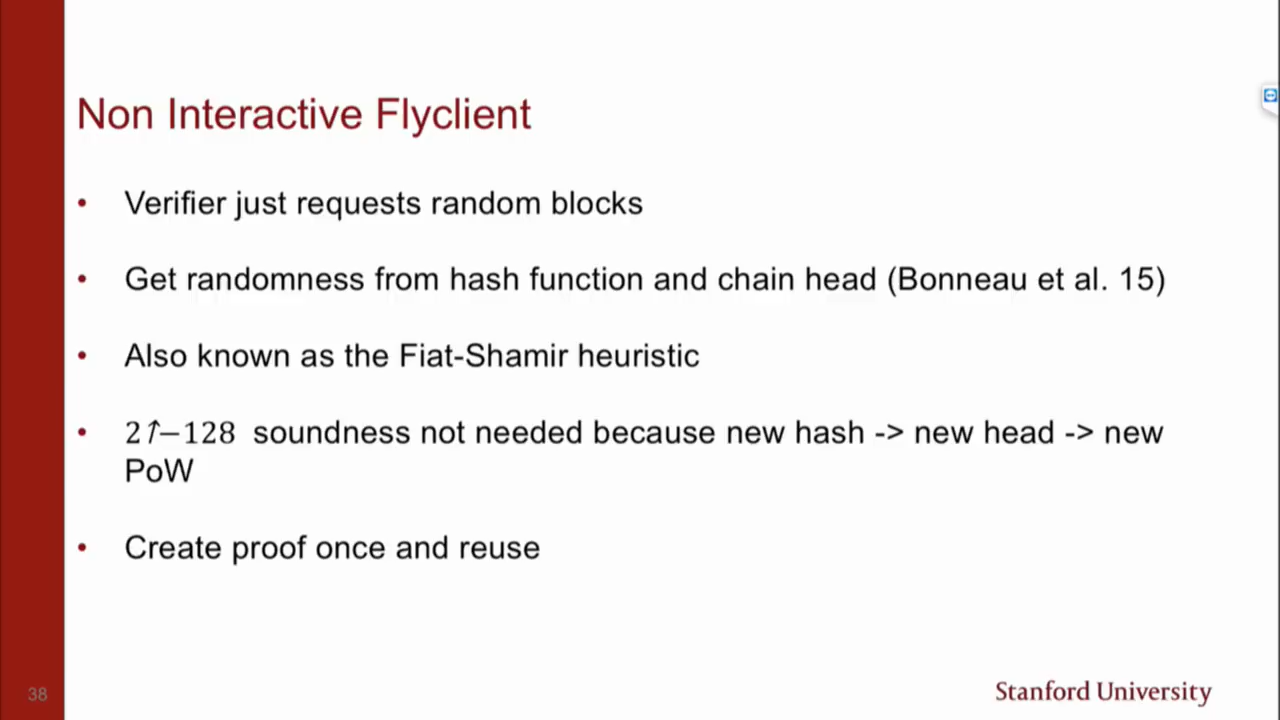 Non Interactive Flyclient
• Verifier just requests random blocks
• Get randomness from hash function and chain head (Bonneau et al. 15)
• Also known as the Fiat-Shamir heuristic
• 2↑−128 soundness not needed because new hash -> new head -> new
PoW
• Create proof once and reuse
38
Stanford University